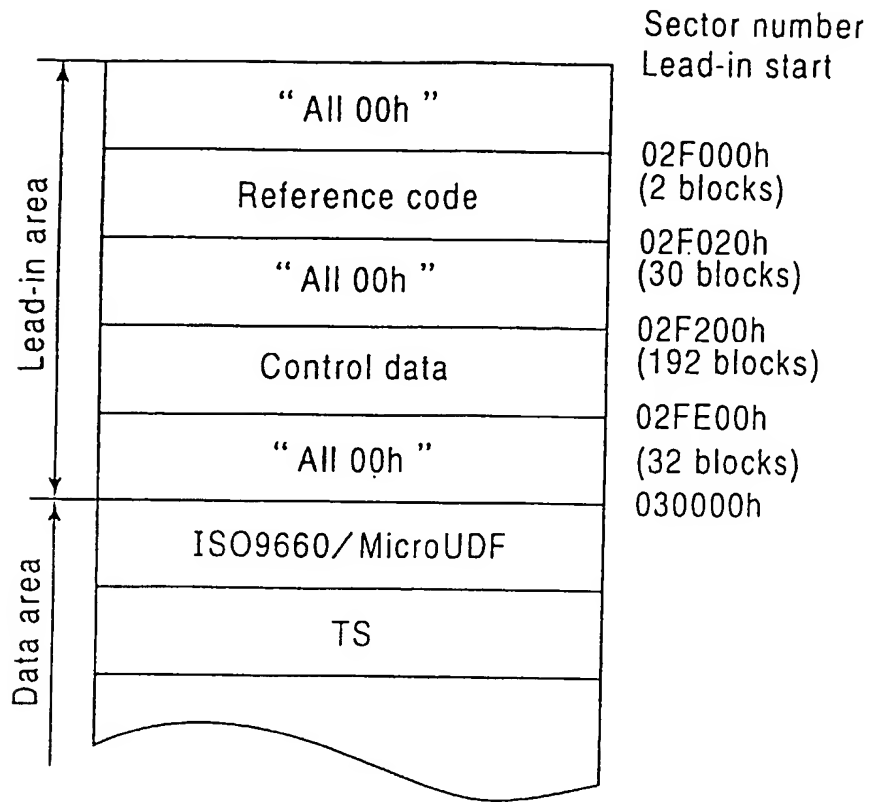 Sector number
Lead-in start
“ All 00h ”
02F000h
(2 blocks)
Reference code
02F020h
(30 blocks)
“ All 00h ”
02F200h
(192 blocks)
Control data
02FE00h
(32 blocks)
“ All 00h ”
030000h
ISO9660/MicroUDF
TS
Lead-in area
Data area